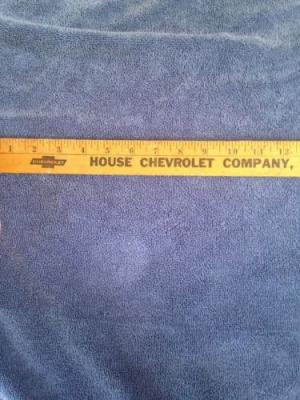 1 2 3 4 5 6 7 8 9 10 11 12
CHEVROLET HOUSE CHEVROLET COMPANY,